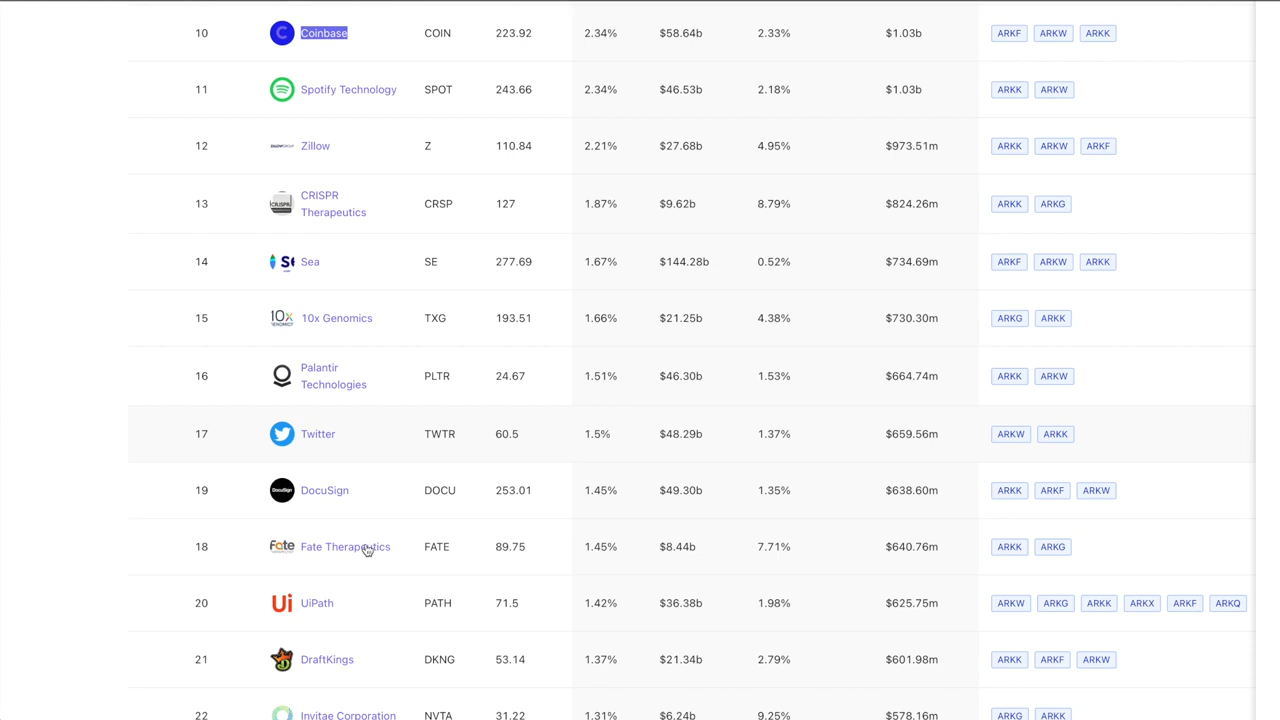 10 Coinbase COIN 223.92 2.34% $58.64b 2.33% $1.03b ARKF ARKW ARKK
11 Spotify Technology SPOT 243.66 2.34% $46.53b 2.18% $1.03b ARKK ARKW
12 Zillow Z 110.84 2.21% $27.68b 4.95% $973.51m ARKK ARKW ARKF
13 CRISPR Therapeutics CRSP 127 1.87% $9.62b 8.79% $824.26m ARKK ARKG
14 Sea SE 277.69 1.67% $144.28b 0.52% $734.69m ARKF ARKW ARKK
15 10x Genomics TXG 193.51 1.66% $21.25b 4.38% $730.30m ARKG ARKK
16 Palantir Technologies PLTR 24.67 1.51% $46.30b 1.53% $664.74m ARKK ARKW
17 Twitter TWTR 60.5 1.5% $48.29b 1.37% $659.56m ARKW ARKK
19 DocuSign DOCU 253.01 1.45% $49.30b 1.35% $638.60m ARKK ARKF ARKW
18 Fate Fate Therapeutics FATE 89.75 1.45% $8.44b 7.71% $640.76m ARKK ARKG
20 Ui UiPath PATH 71.5 1.42% $36.38b 1.98% $625.75m ARKW ARKG ARKK ARKX ARKF ARKQ
21 DraftKings DKNG 53.14 1.37% $21.34b 2.79% $601.98m ARKK ARKF ARKW
22 Invitae Corporation NVTA 31.22 1.31% $6.24b 9.25% $578.16m ARKG ARKK